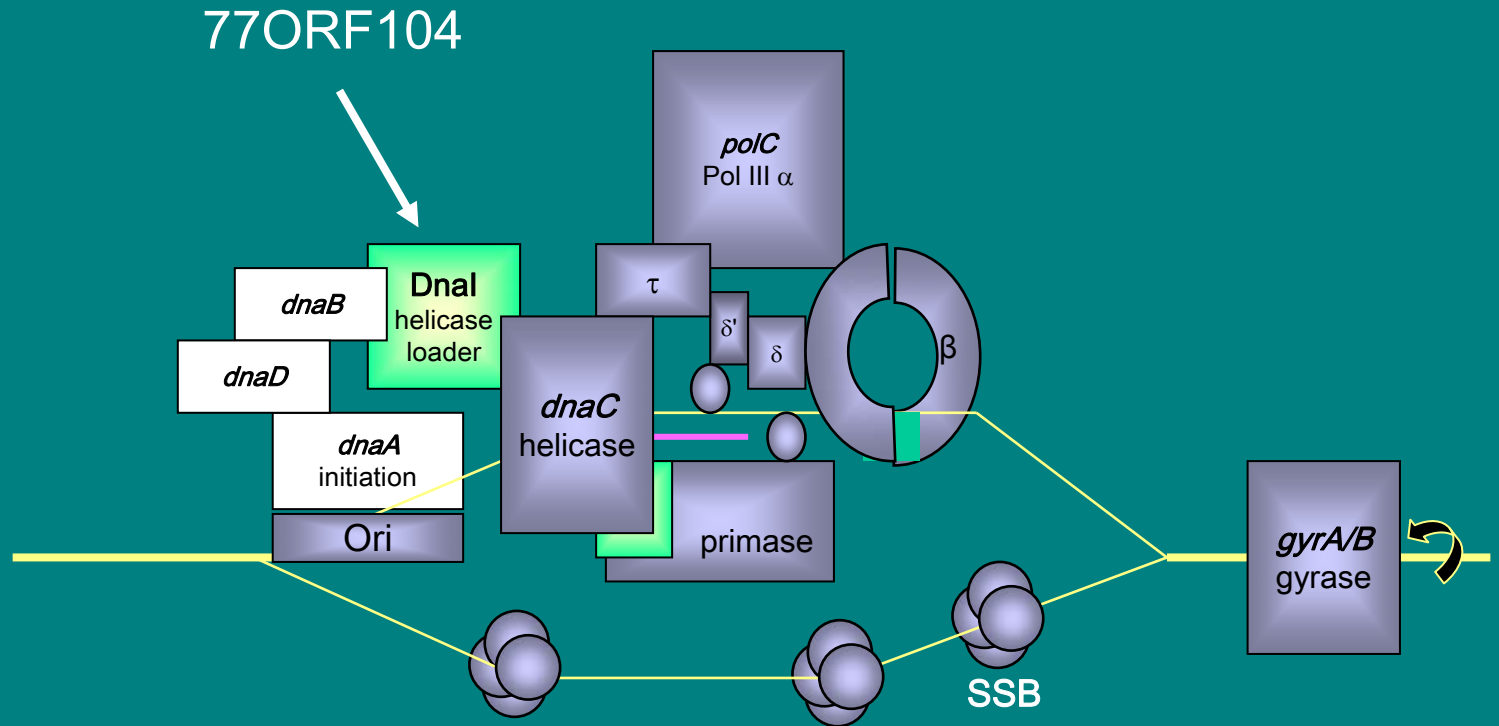 77ORF104
polC
Pol III α
DnaI
helicase
loader
dnaB
τ
δ'
δ
β
dnaD
dnaC
helicase
dnaA
initiation
Ori
primase
gyrA/B
gyrase
SSB